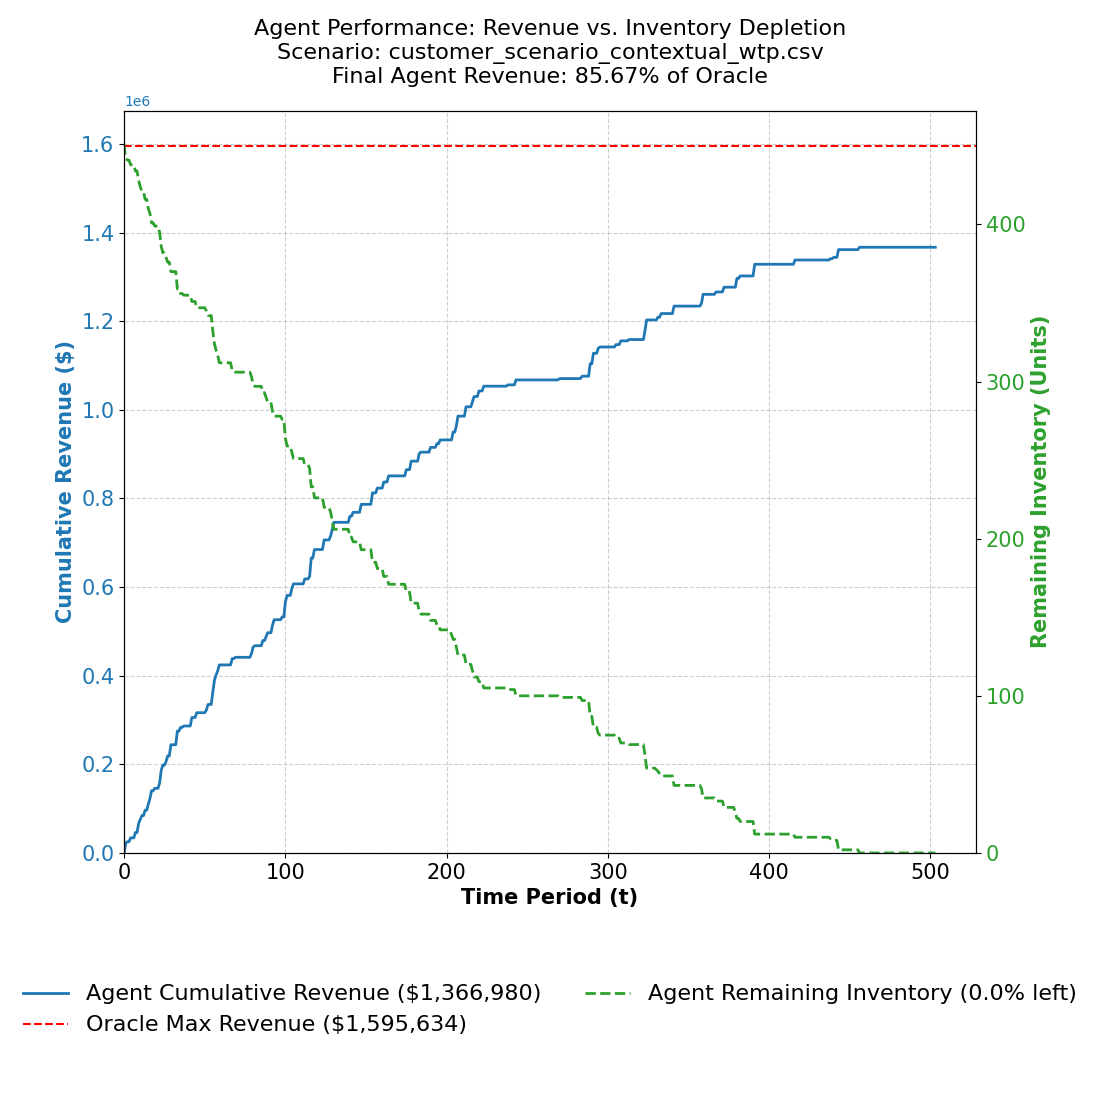 Agent Performance: Revenue vs. Inventory Depletion
Scenario: customer_scenario_contextual_wtp.csv
Final Agent Revenue: 85.67% of Oracle
1e6
1.6
1.4
1.2
1.0
0.8
0.6
0.4
0.2
0.0
Cumulative Revenue ($)
400
300
200
100
0
Remaining Inventory (Units)
0 100 200 300 400 500
Time Period (t)
Agent Cumulative Revenue ($1,366,980)
Oracle Max Revenue ($1,595,634)
Agent Remaining Inventory (0.0% left)